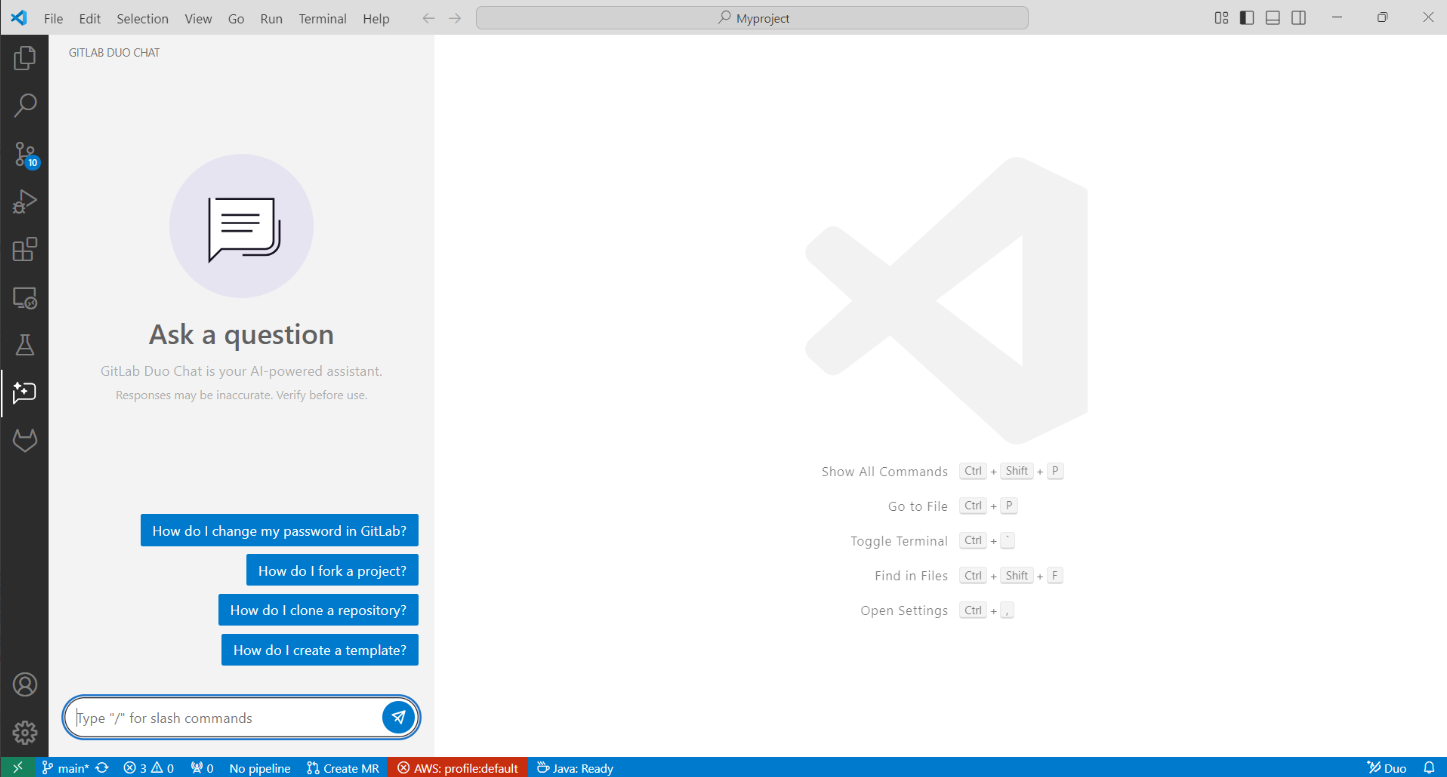 File Edit Selection View Go Run Terminal Help
Myproject
GITLAB DUO CHAT
10
Ask a question
GitLab Duo Chat is your AI-powered assistant.
Responses may be inaccurate. Verify before use.
How do I change my password in GitLab?
How do I fork a project?
How do I clone a repository?
How do I create a template?
Type "/" for slash commands
Show All Commands Ctrl + Shift + P
Go to File Ctrl + P
Toggle Terminal Ctrl + `
Find in Files Ctrl + Shift + F
Open Settings Ctrl + ,
main* 3 0 0 No pipeline Create MR AWS: profile:default Java: Ready Duo